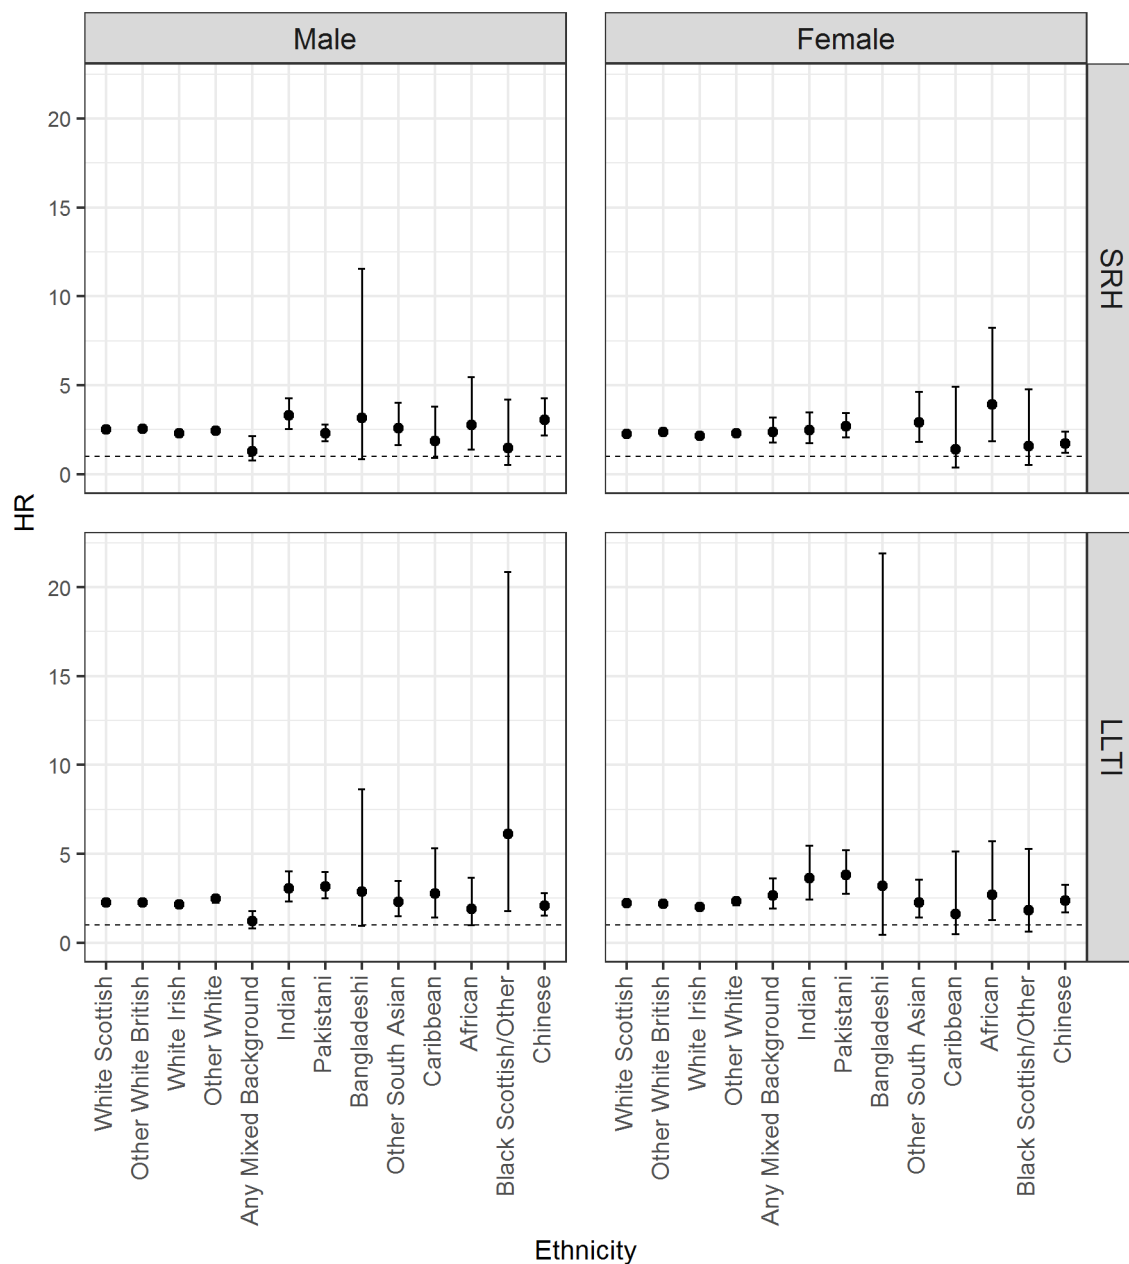 Male
Female
20
15
10
5
0
SRH
HR
20
15
10
5
0
LLTI
White Scottish
Other White British
White Irish
Other White
Any Mixed Background
Indian
Pakistani
Bangladeshi
Other South Asian
Caribbean
African
Black Scottish/Other
Chinese
White Scottish
Other White British
White Irish
Other White
Any Mixed Background
Indian
Pakistani
Bangladeshi
Other South Asian
Caribbean
African
Black Scottish/Other
Chinese
Ethnicity